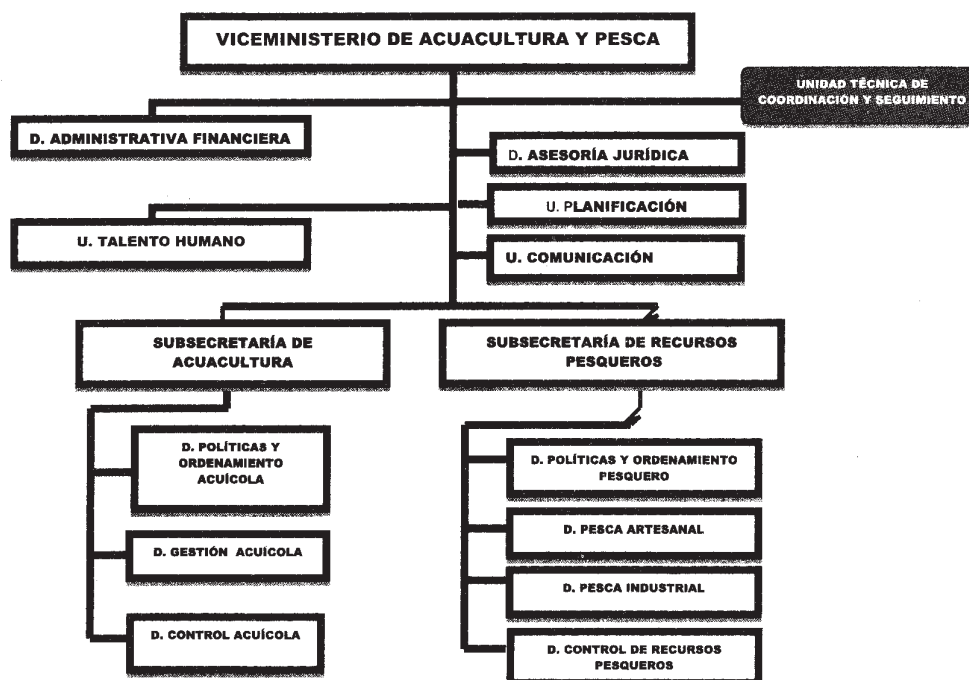 VICEMINISTERIO DE ACUACULTURA Y PESCA
UNIDAD TÉCNICA DE
COORDINACIÓN Y SEGUIMIENTO
D. ADMINISTRATIVA FINANCIERA
D. ASESORÍA JURÍDICA
U. PLANIFICACIÓN
U. TALENTO HUMANO
U. COMUNICACIÓN
SUBSECRETARÍA DE
ACUACULTURA
SUBSECRETARÍA DE RECURSOS
PESQUEROS
D. POLÍTICAS Y
ORDENAMIENTO
ACUÍCOLA
D. GESTIÓN ACUÍCOLA
D. CONTROL ACUÍCOLA
D. POLÍTICAS Y ORDENAMIENTO
PESQUERO
D. PESCA ARTESANAL
D. PESCA INDUSTRIAL
D. CONTROL DE RECURSOS
PESQUEROS